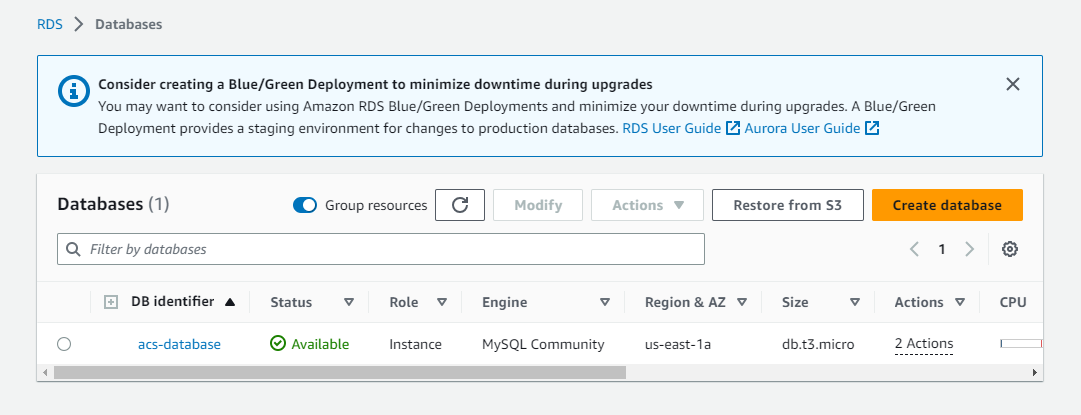 RDS > Databases
Consider creating a Blue/Green Deployment to minimize downtime during upgrades
You may want to consider using Amazon RDS Blue/Green Deployments and minimize your downtime during upgrades. A Blue/Green
Deployment provides a staging environment for changes to production databases. RDS User Guide Aurora User Guide
Databases (1) Group resources Modify Actions Restore from S3 Create database
Filter by databases 1
DB identifier Status Role Engine Region & AZ Size Actions CPU
acs-database Available Instance MySQL Community us-east-1a db.t3.micro 2 Actions